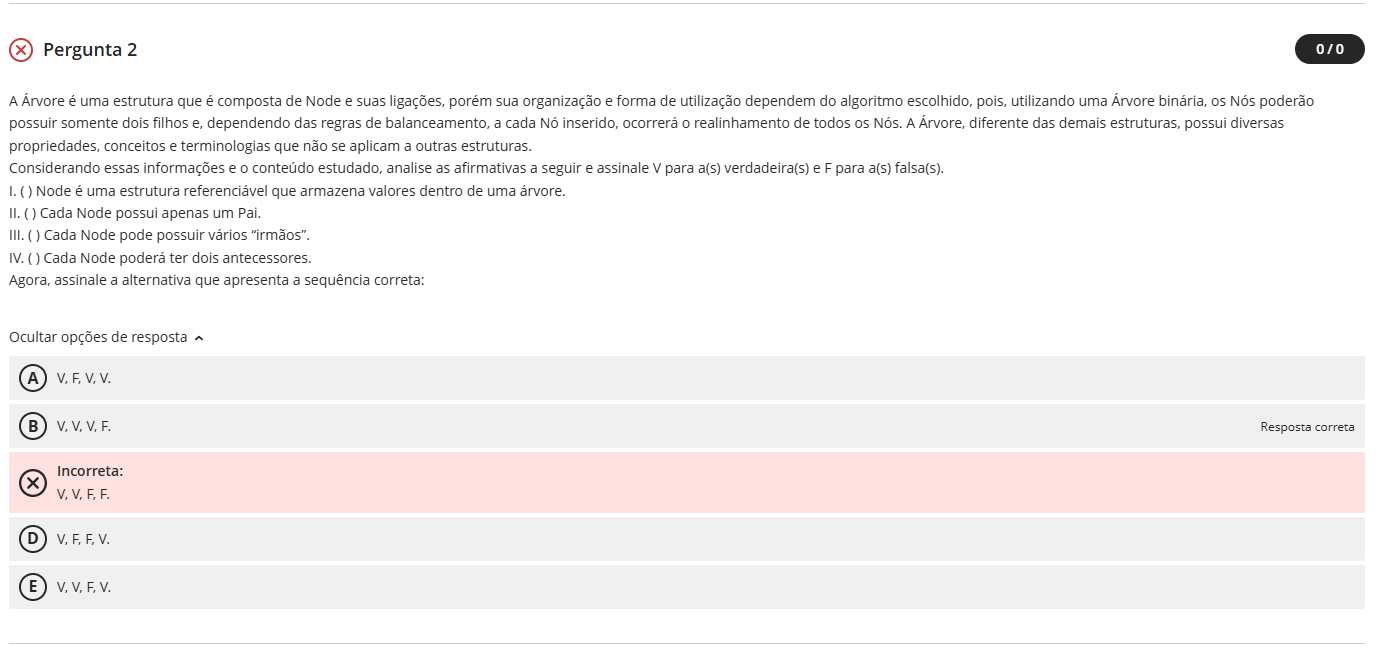 Pergunta 2
0 / 0
A Árvore é uma estrutura que é composta de Node e suas ligações, porém sua organização e forma de utilização dependem do algoritmo escolhido, pois, utilizando uma Árvore binária, os Nós poderão
possuir somente dois filhos e, dependendo das regras de balanceamento, a cada Nó inserido, ocorrerá o realinhamento de todos os Nós. A Árvore, diferente das demais estruturas, possui diversas
propriedades, conceitos e terminologias que não se aplicam a outras estruturas.
Considerando essas informações e o conteúdo estudado, analise as afirmativas a seguir e assinale V para a(s) verdadeira(s) e F para a(s) falsa(s).
I. ( ) Node é uma estrutura referenciável que armazena valores dentro de uma árvore.
II. ( ) Cada Node possui apenas um Pai.
III. ( ) Cada Node pode possuir vários “irmãos”.
IV. ( ) Cada Node poderá ter dois antecessores.
Agora, assinale a alternativa que apresenta a sequência correta:
Ocultar opções de resposta
A V, F, V, V.
B V, V, V, F. Resposta correta
Incorreta:
V, V, F, F.
D V, F, F, V.
E V, V, F, V.